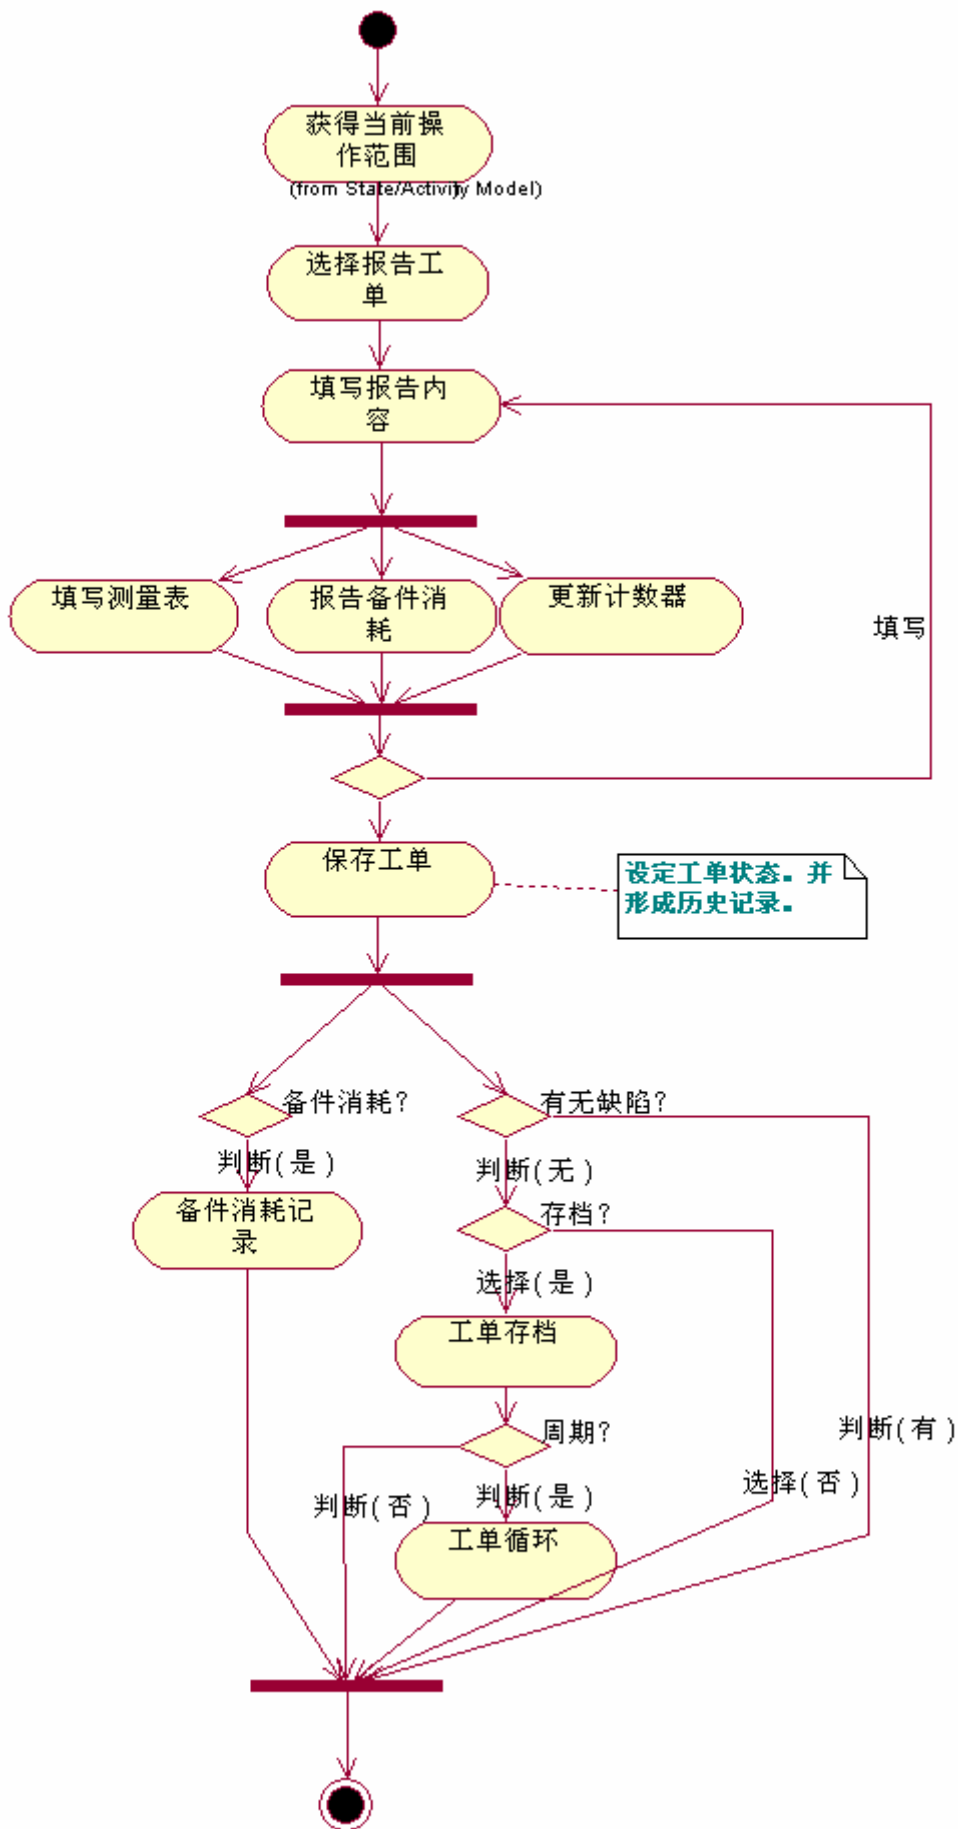 获得当前操
作范围
(from State/Activity Model)
选择报告工
单
填写报告内
容
填写测量表
报告备件消
耗
更新计数器
填写
保存工单
设定工单状态。并
形成历史记录。
备件消耗?
有无缺陷?
判断(是)
判断(无)
备件消耗记
录
存档?
选择(是)
工单存档
周期?
判断(有)
判断(否)
判断(是)
选择(否)
工单循环